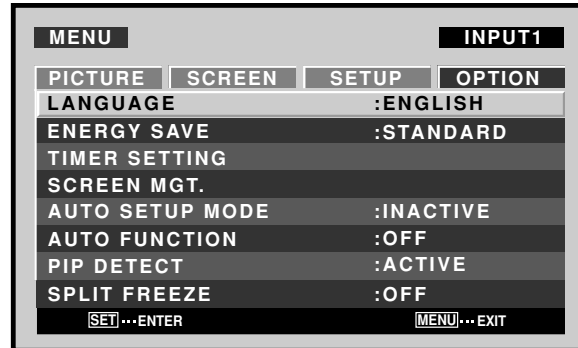 MENU INPUT1
PICTURE SCREEN SETUP OPTION
LANGUAGE :ENGLISH
ENERGY SAVE :STANDARD
TIMER SETTING
SCREEN MGT.
AUTO SETUP MODE :INACTIVE
AUTO FUNCTION :OFF
PIP DETECT :ACTIVE
SPLIT FREEZE :OFF
SET ••• ENTER MENU ••• EXIT